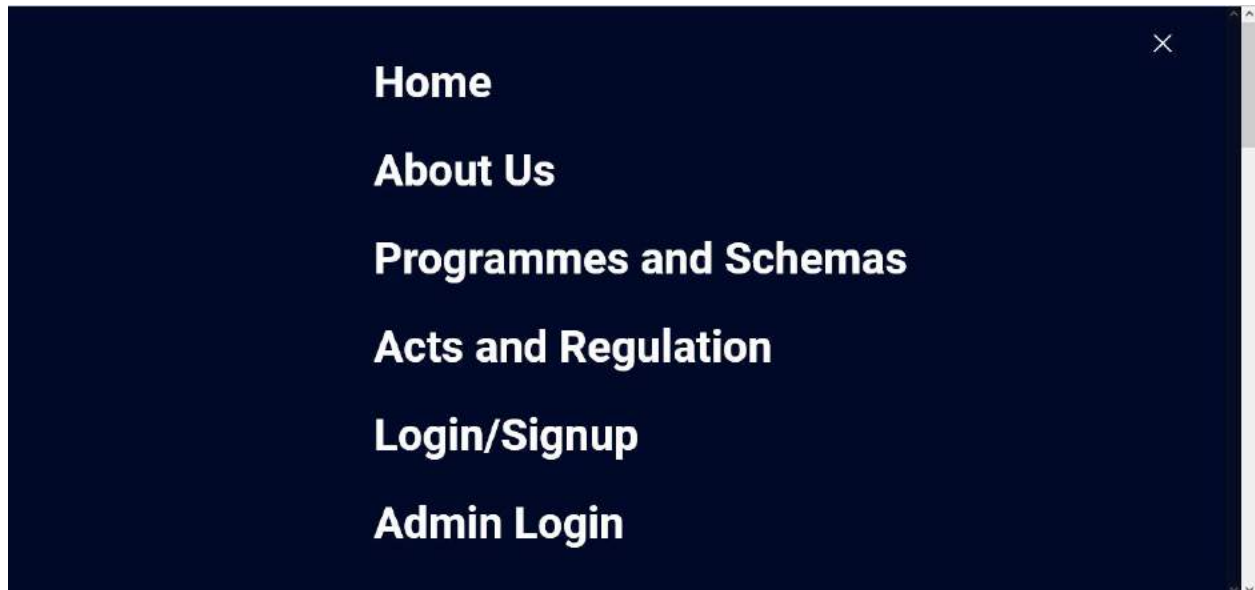 Home
About Us
Programmes and Schemas
Acts and Regulation
Login/Signup
Admin Login